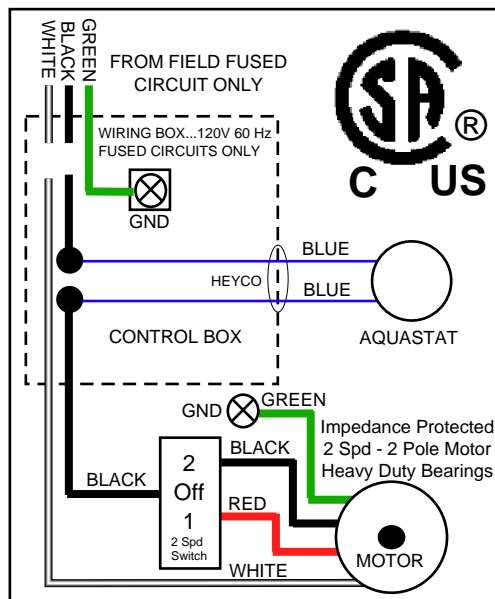 WHITE
BLACK
GREEN
FROM FIELD FUSED
CIRCUIT ONLY
WIRING BOX...120V 60 Hz
FUSED CIRCUITS ONLY
GND
SA ®
C US
BLUE
HEYCO
BLUE
AQUASTAT
CONTROL BOX
GREEN
GND
Impedance Protected
2 Spd - 2 Pole Motor
Heavy Duty Bearings
BLACK
BLACK
2
Off
1
2 Spd
Switch
RED
WHITE
MOTOR